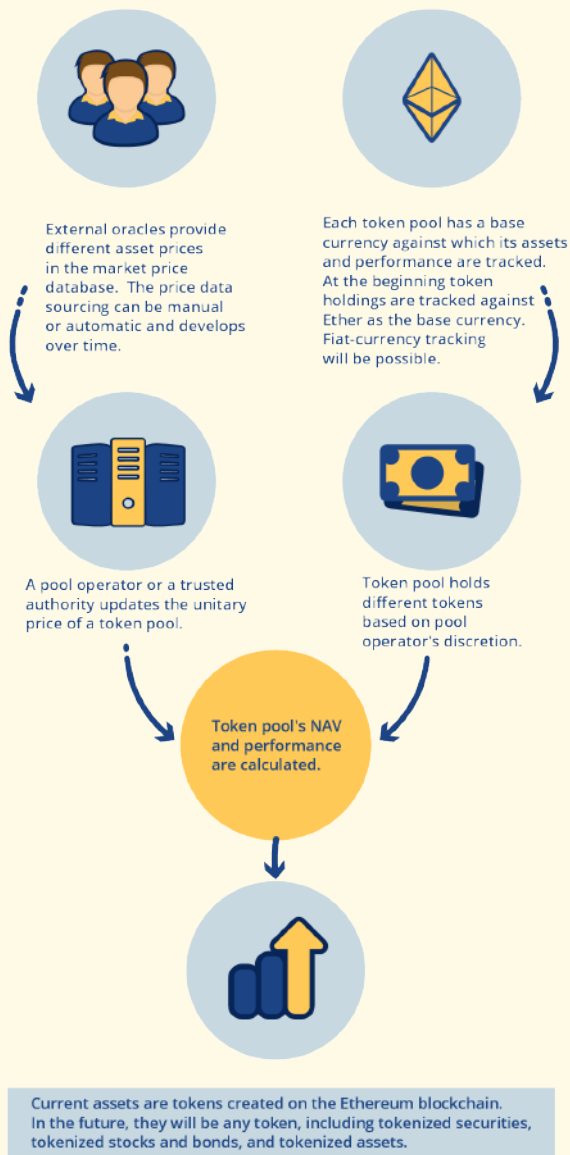 External oracles provide
different asset prices
in the market price
database.  The price data
sourcing can be manual
or automatic and develops
over time.
Each token pool has a base
currency against which its assets
and performance are tracked.
At the beginning token
holdings are tracked against
Ether as the base currency.
Fiat-currency tracking
will be possible.
A pool operator or a trusted
authority updates the unitary
price of a token pool.
Token pool holds
different tokens
based on pool
operator's discretion.
Token pool's NAV
and performance
are calculated.
Current assets are tokens created on the Ethereum blockchain.
In the future, they will be any token, including tokenized securities,
tokenized stocks and bonds, and tokenized assets.